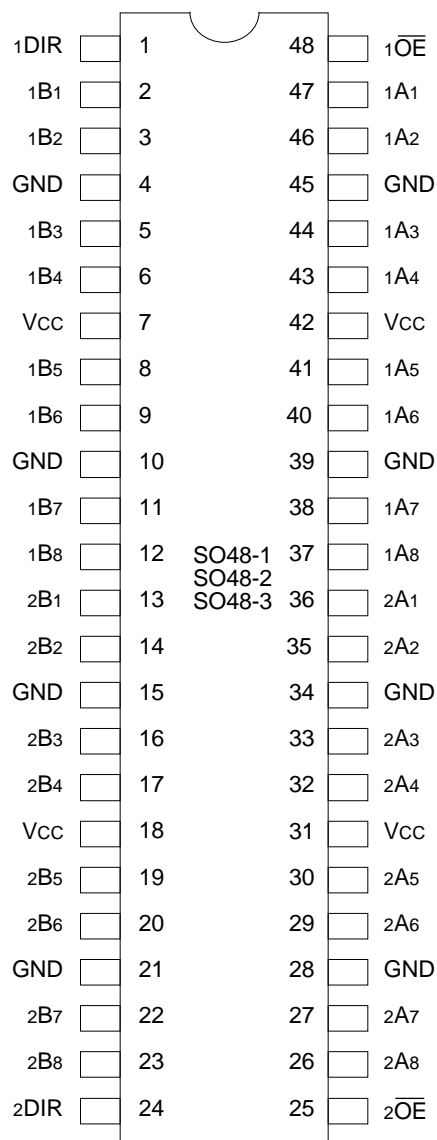 1DIR 1 48 1O̅E̅
1B1 2 47 1A1
1B2 3 46 1A2
GND 4 45 GND
1B3 5 44 1A3
1B4 6 43 1A4
VCC 7 42 VCC
1B5 8 41 1A5
1B6 9 40 1A6
GND 10 39 GND
1B7 11 38 1A7
1B8 12 SO48-1 37 1A8
SO48-2
2B1 13 SO48-3 36 2A1
2B2 14 35 2A2
GND 15 34 GND
2B3 16 33 2A3
2B4 17 32 2A4
VCC 18 31 VCC
2B5 19 30 2A5
2B6 20 29 2A6
GND 21 28 GND
2B7 22 27 2A7
2B8 23 26 2A8
2DIR 24 25 2O̅E̅